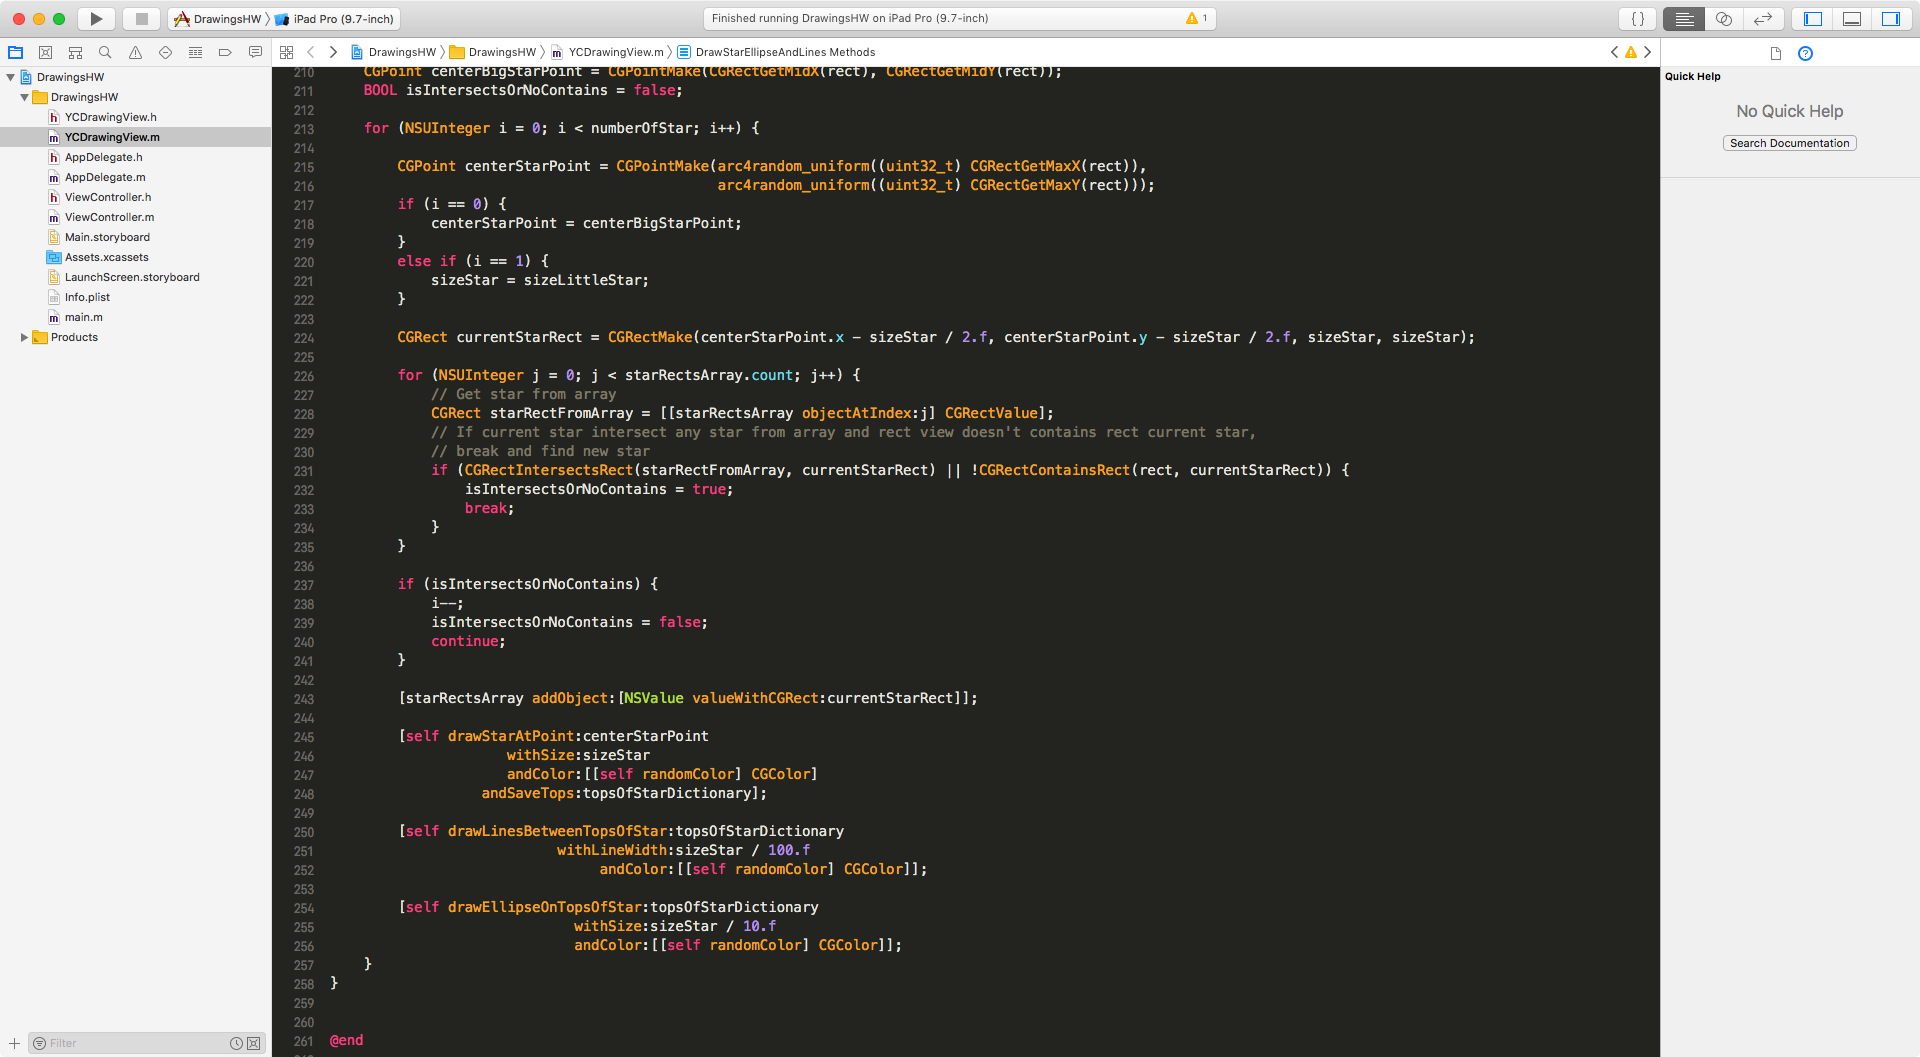 DrawingsHW iPad Pro (9.7-inch)
Finished running DrawingsHW on iPad Pro (9.7-inch) 1
{ }
DrawingsHW DrawingsHW YCDrawingView.m DrawStarEllipseAndLines Methods
DrawingsHW
DrawingsHW
YCDrawingView.h
YCDrawingView.m
AppDelegate.h
AppDelegate.m
ViewController.h
ViewController.m
Main.storyboard
Assets.xcassets
LaunchScreen.storyboard
Info.plist
main.m
Products
Filter
210 CGPoint centerBigStarPoint = CGPointMake(CGRectGetMidX(rect), CGRectGetMidY(rect));
211 BOOL isIntersectsOrNoContains = false;
212
213 for (NSUInteger i = 0; i < numberOfStar; i++) {
214
215 CGPoint centerStarPoint = CGPointMake(arc4random_uniform((uint32_t) CGRectGetMaxX(rect)),
216 arc4random_uniform((uint32_t) CGRectGetMaxY(rect)));
217 if (i == 0) {
218 centerStarPoint = centerBigStarPoint;
219 }
220 else if (i == 1) {
221 sizeStar = sizeLittleStar;
222 }
223
224 CGRect currentStarRect = CGRectMake(centerStarPoint.x - sizeStar / 2.f, centerStarPoint.y - sizeStar / 2.f, sizeStar, sizeStar);
225
226 for (NSUInteger j = 0; j < starRectsArray.count; j++) {
227 // Get star from array
228 CGRect starRectFromArray = [[starRectsArray objectAtIndex:j] CGRectValue];
229 // If current star intersect any star from array and rect view doesn't contains rect current star,
230 // break and find new star
231 if (CGRectIntersectsRect(starRectFromArray, currentStarRect) || !CGRectContainsRect(rect, currentStarRect)) {
232 isIntersectsOrNoContains = true;
233 break;
234 }
235 }
236
237 if (isIntersectsOrNoContains) {
238 i--;
239 isIntersectsOrNoContains = false;
240 continue;
241 }
242
243 [starRectsArray addObject:[NSValue valueWithCGRect:currentStarRect]];
244
245 [self drawStarAtPoint:centerStarPoint
246 withSize:sizeStar
247 andColor:[[self randomColor] CGColor]
248 andSaveTops:topsOfStarDictionary];
249
250 [self drawLinesBetweenTopsOfStar:topsOfStarDictionary
251 withLineWidth:sizeStar / 100.f
252 andColor:[[self randomColor] CGColor]];
253
254 [self drawEllipseOnTopsOfStar:topsOfStarDictionary
255 withSize:sizeStar / 10.f
256 andColor:[[self randomColor] CGColor]];
257 }
258 }
259
260
261 @end
Quick Help
No Quick Help
Search Documentation